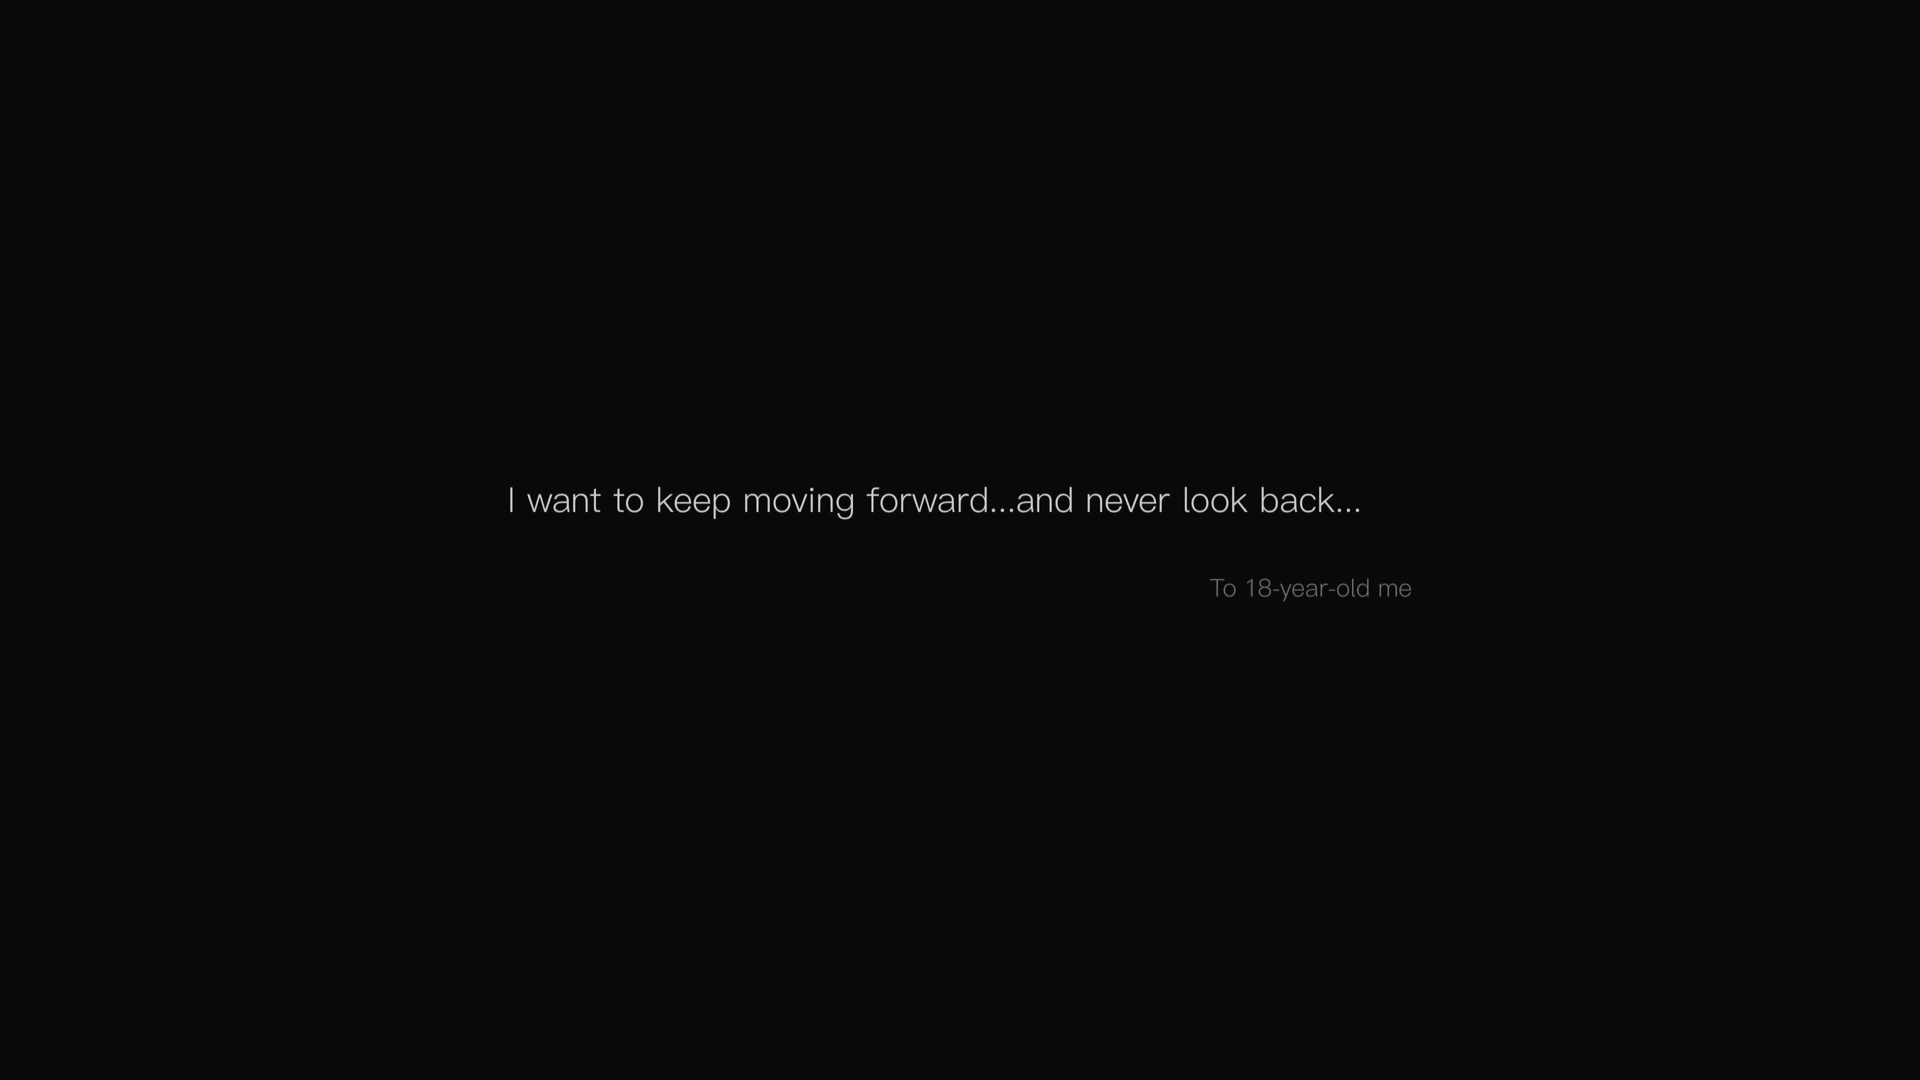 I want to keep moving forward...and never look back...
To 18-year-old me